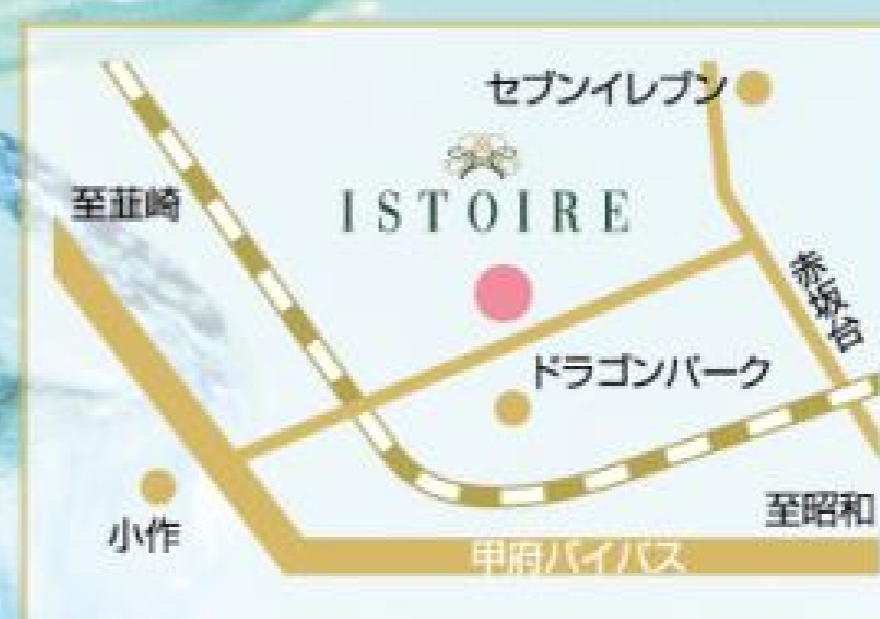 セブンイレブン
至韮崎
ISTOIRE
赤坂台
ドラゴンパーク
小作
至昭和
甲府バイパス